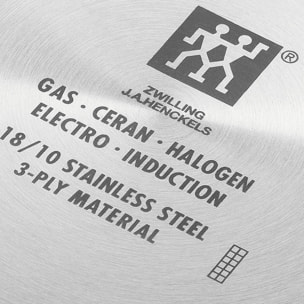 ®
ZWILLING
J.A.HENCKELS
GAS · CERAN · HALOGEN
ELECTRO · INDUCTION
18/10 STAINLESS STEEL
3-PLY MATERIAL